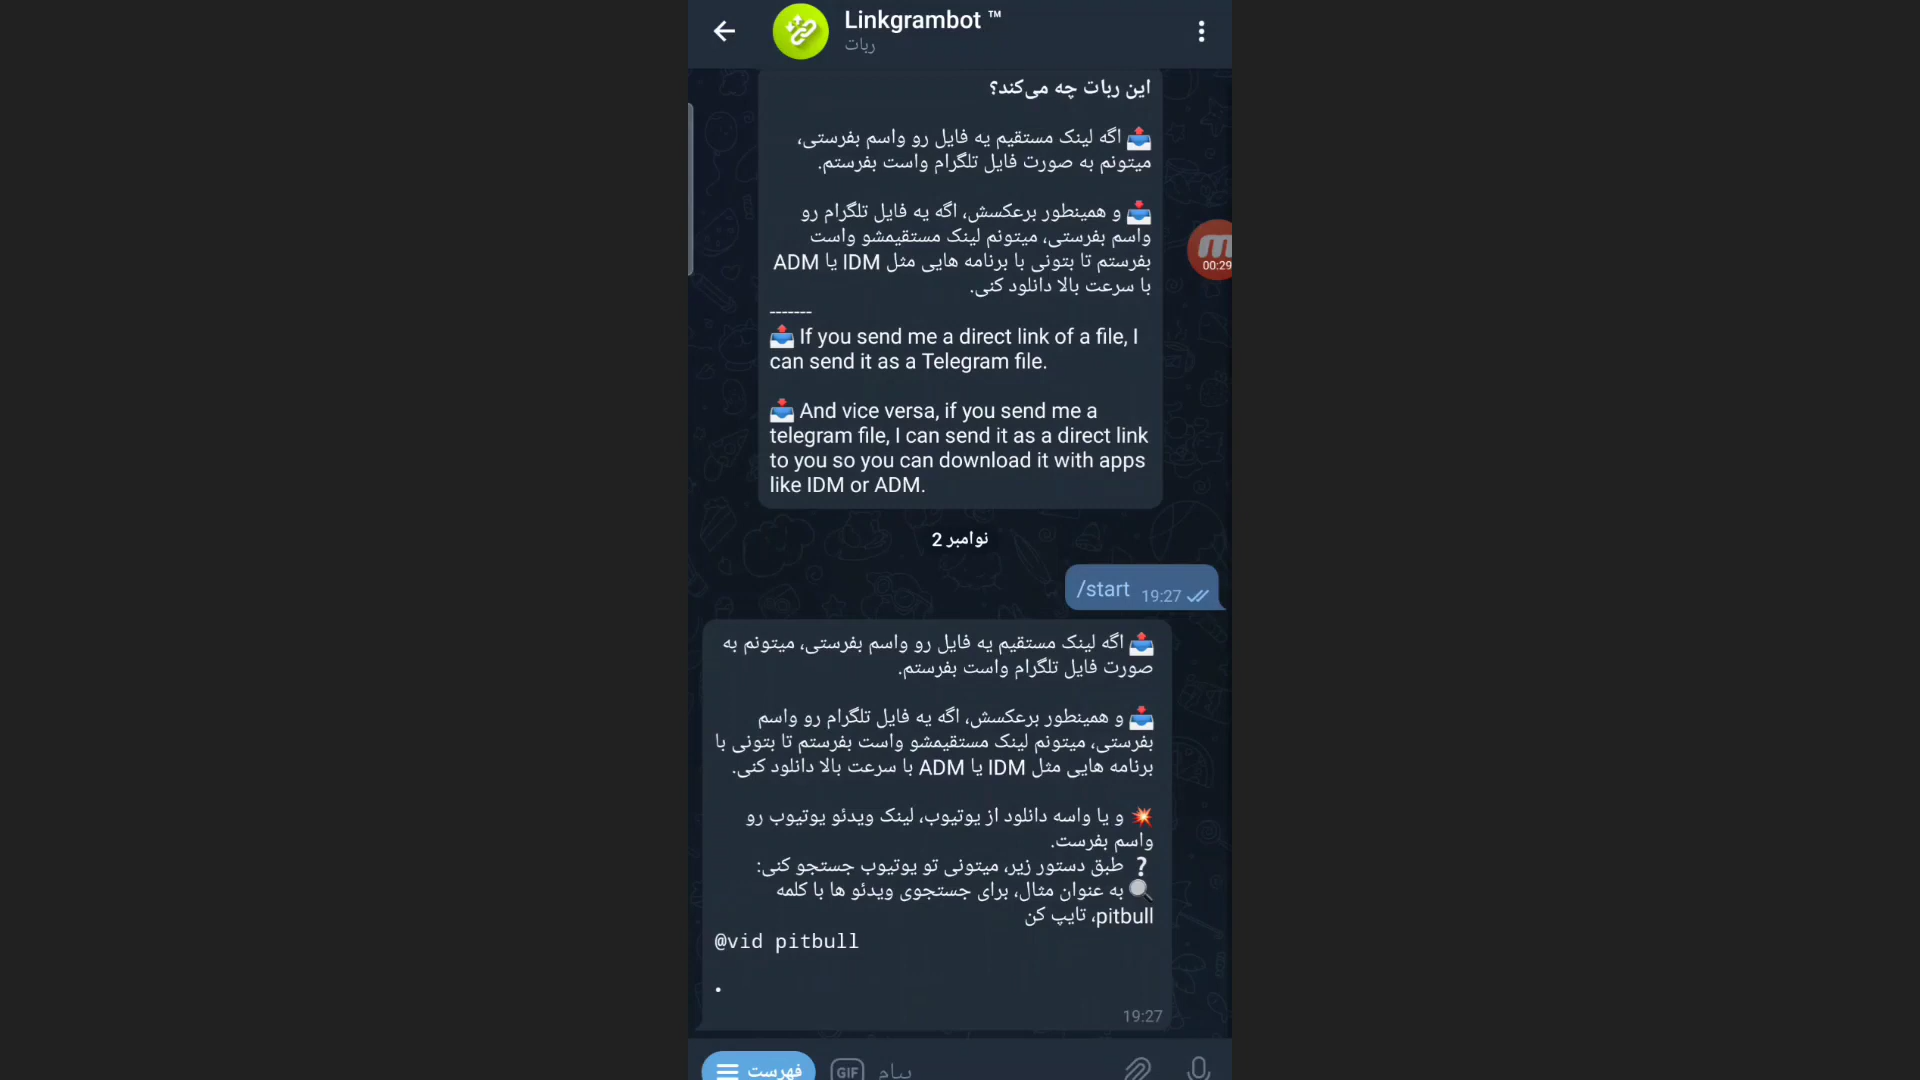 Linkgrambot ™
ربات
این ربات چه می‌کند؟
📤 اگه لینک مستقیم یه فایل رو واسم بفرستی،
میتونم به صورت فایل تلگرام واست بفرستم.
📥 و همینطور برعکسش، اگه یه فایل تلگرام رو
واسم بفرستی، میتونم لینک مستقیمشو واست
بفرستم تا بتونی با برنامه هایی مثل IDM یا ADM
با سرعت بالا دانلود کنی.
-------
📤 If you send me a direct link of a file, I
can send it as a Telegram file.
📥 And vice versa, if you send me a
telegram file, I can send it as a direct link
to you so you can download it with apps
like IDM or ADM.
00:29
نوامبر 2
/start 19:27
📤 اگه لینک مستقیم یه فایل رو واسم بفرستی، میتونم به
صورت فایل تلگرام واست بفرستم.
📥 و همینطور برعکسش، اگه یه فایل تلگرام رو واسم
بفرستی، میتونم لینک مستقیمشو واست بفرستم تا بتونی با
برنامه هایی مثل IDM یا ADM با سرعت بالا دانلود کنی.
💥 و یا واسه دانلود از یوتیوب، لینک ویدئو یوتیوب رو
واسم بفرست.
❔ طبق دستور زیر، میتونی تو یوتیوب جستجو کنی:
🔍 به عنوان مثال، برای جستجوی ویدئو ها با کلمه
pitbull، تایپ کن
@vid pitbull
.
19:27
فهرست
GIF
پیام